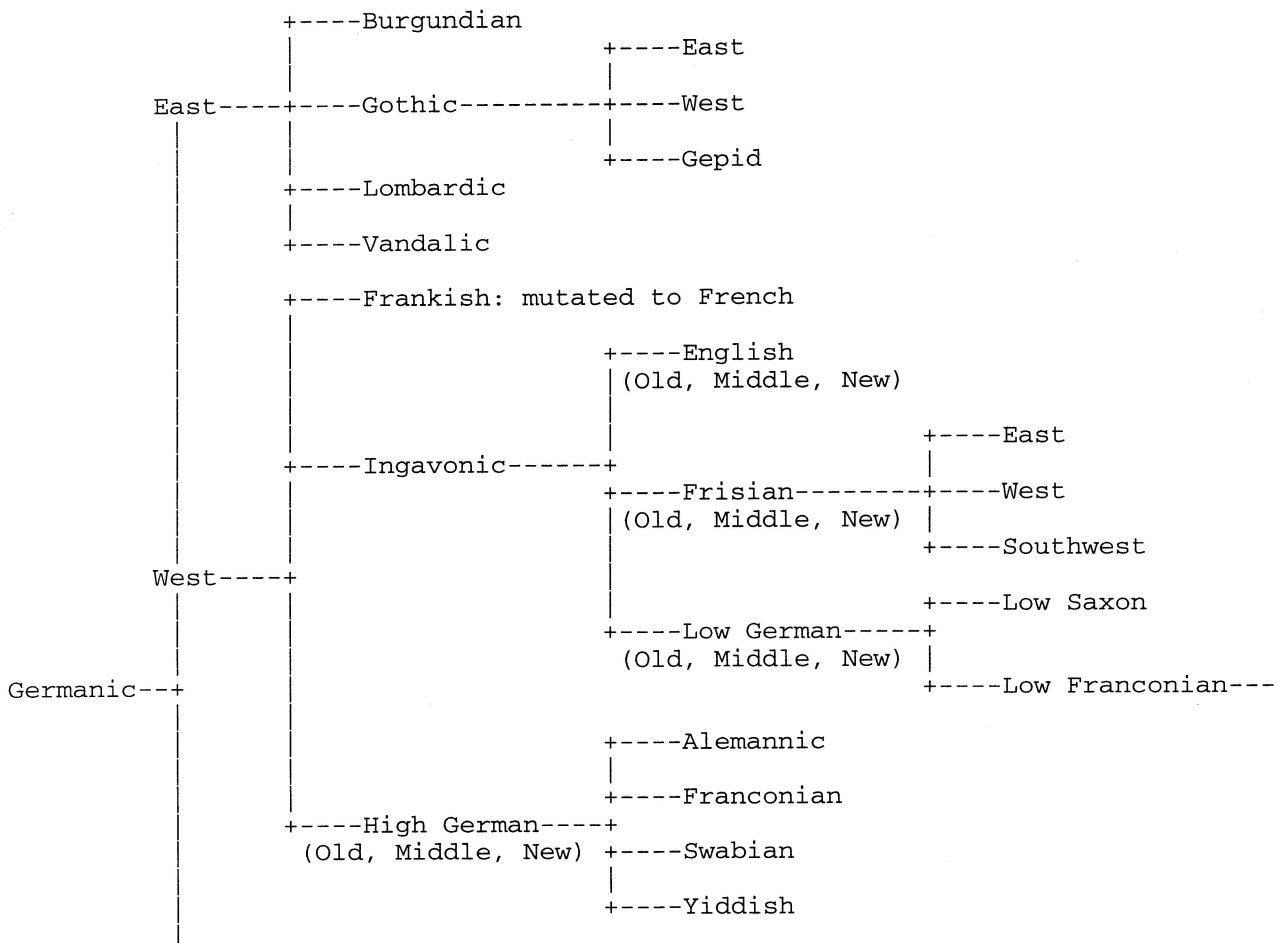 +----Burgundian
+----East
East----+----Gothic---------+----West
+----Gepid
+----Lombardic
+----Vandalic
+----Frankish: mutated to French
+----English
(Old, Middle, New)
+----East
+----Ingavonic------+
+----Frisian--------+----West
(Old, Middle, New)
+----Southwest
West----+
+----Low Saxon
+----Low German-----+
(Old, Middle, New)
Germanic--+
+----Low Franconian---
+----Alemannic
+----Franconian
+----High German----+
(Old, Middle, New)
+----Swabian
+----Yiddish